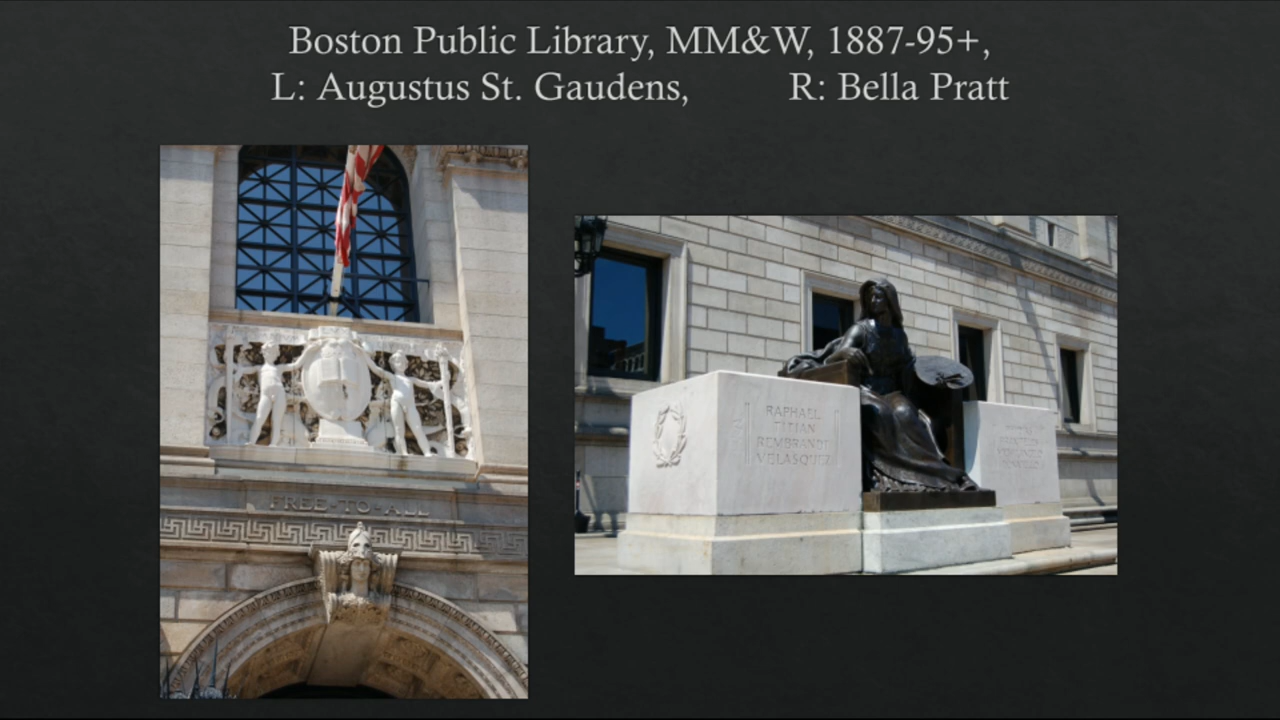 Boston Public Library, MM&W, 1887-95+,
L: Augustus St. Gaudens, R: Bella Pratt
FREE·TO·ALL
RAPHAEL
TITIAN
REMBRANDT
VELASQUEZ